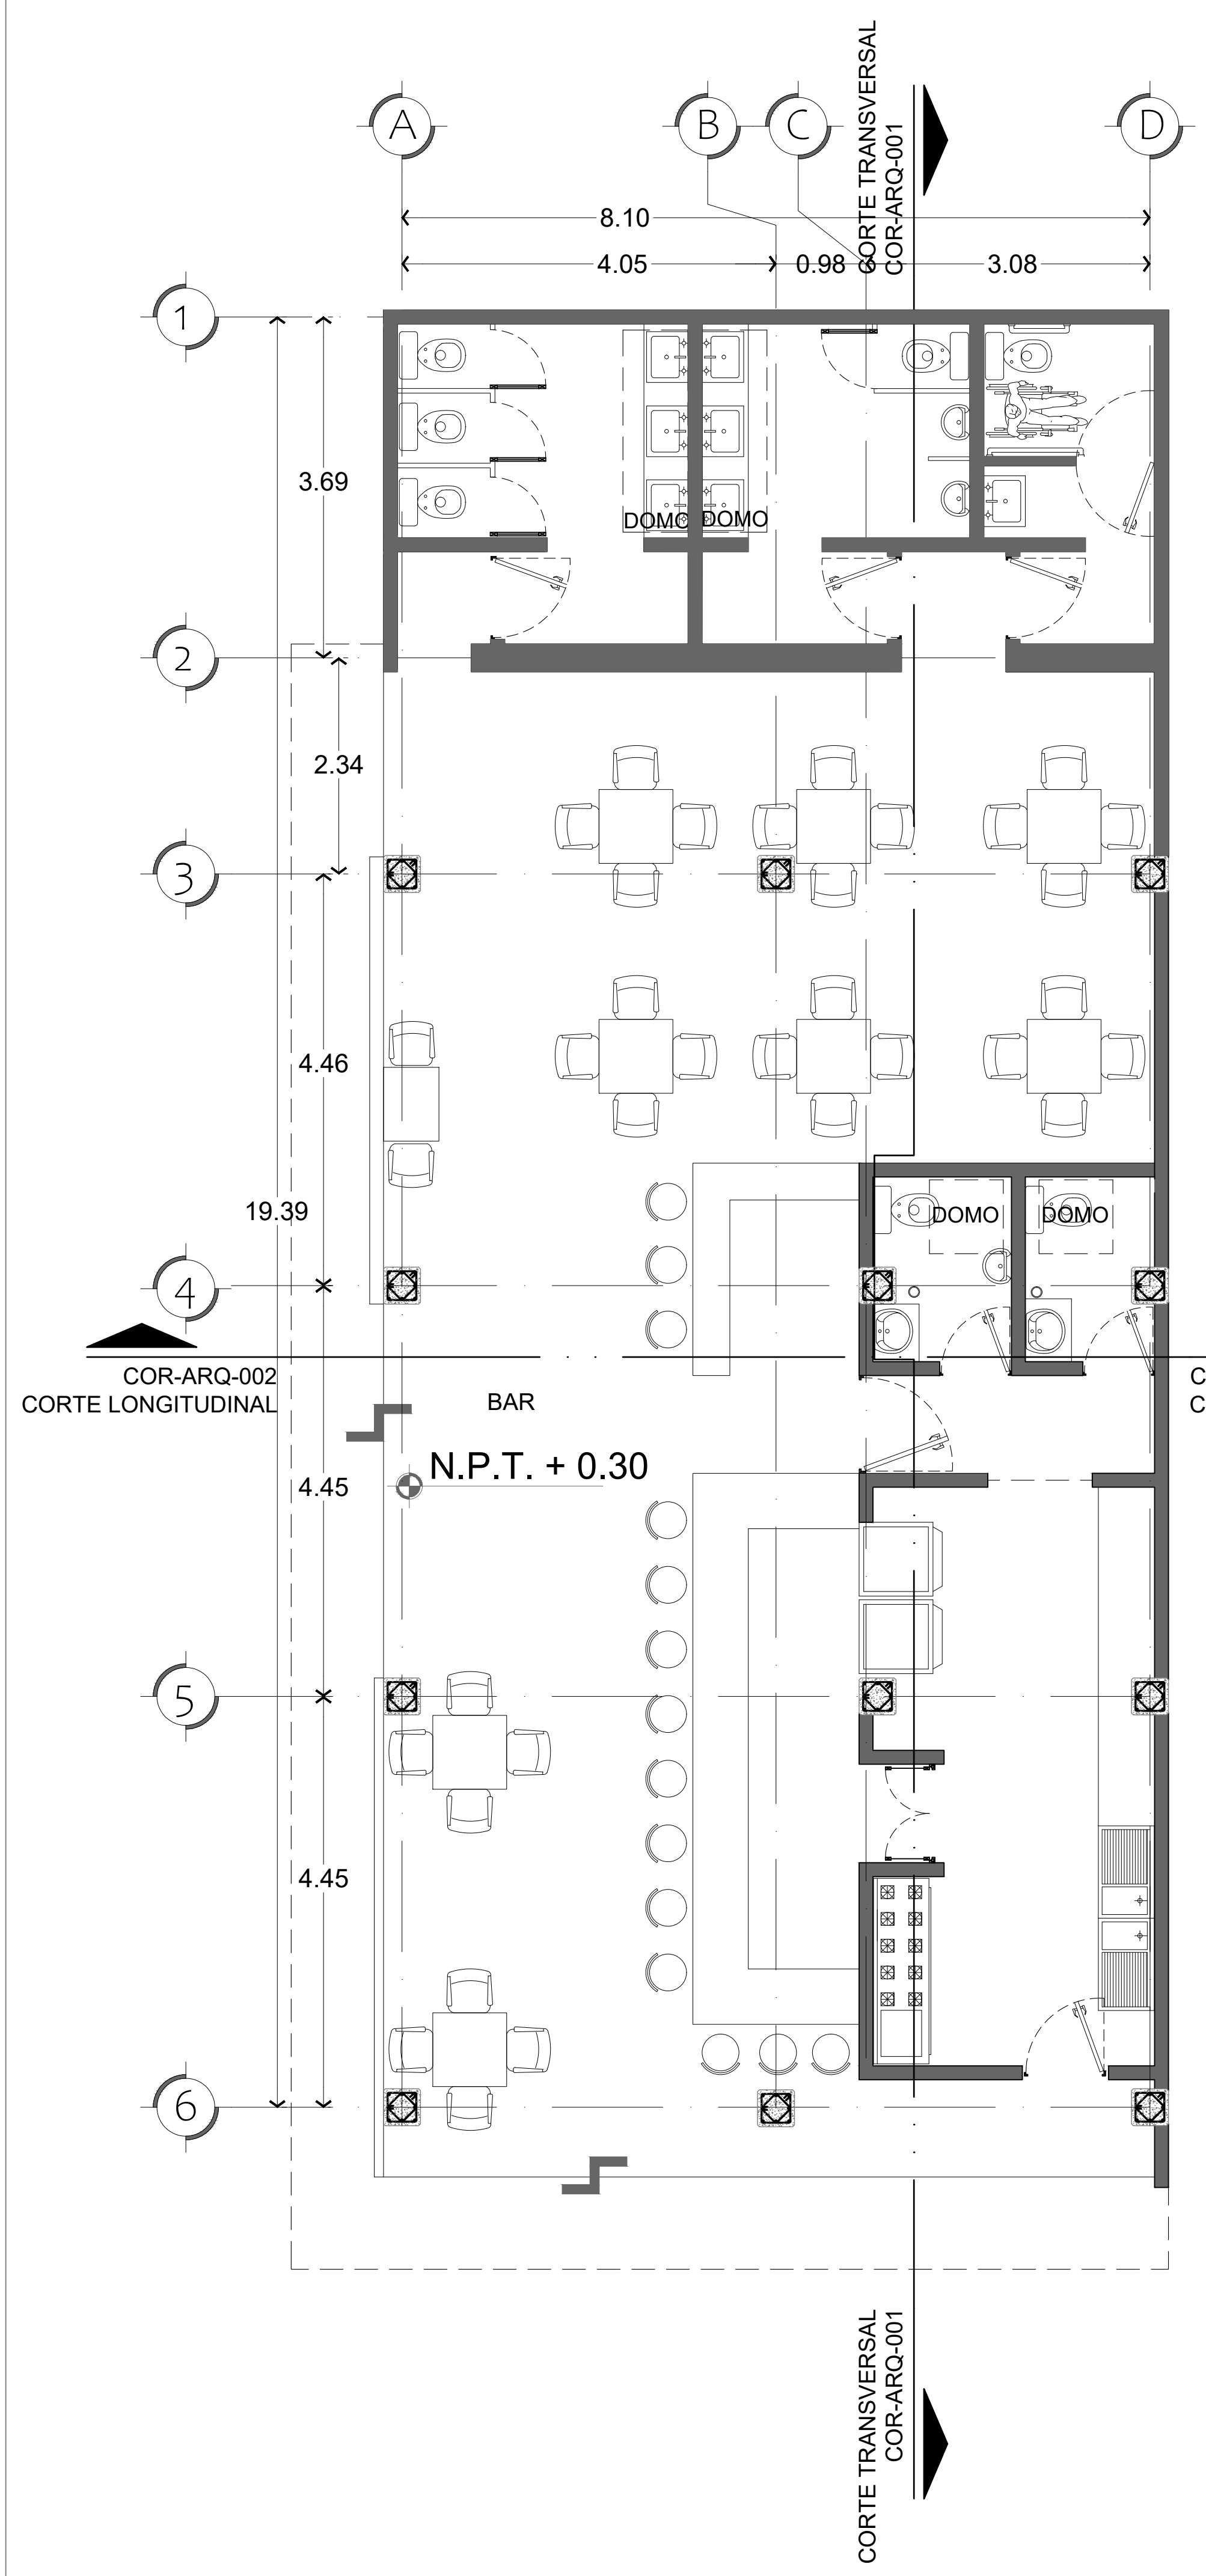 CORTE TRANSVERSAL
COR-ARQ-001
A
B
C
D
8.10
4.05
0.98
3.08
1
3.69
DOMO
DOMO
2
2.34
3
4.46
19.39
DOMO
DOMO
4
COR-ARQ-002
CORTE LONGITUDINAL
C
C
BAR
N.P.T. + 0.30
4.45
5
4.45
6
CORTE TRANSVERSAL
COR-ARQ-001